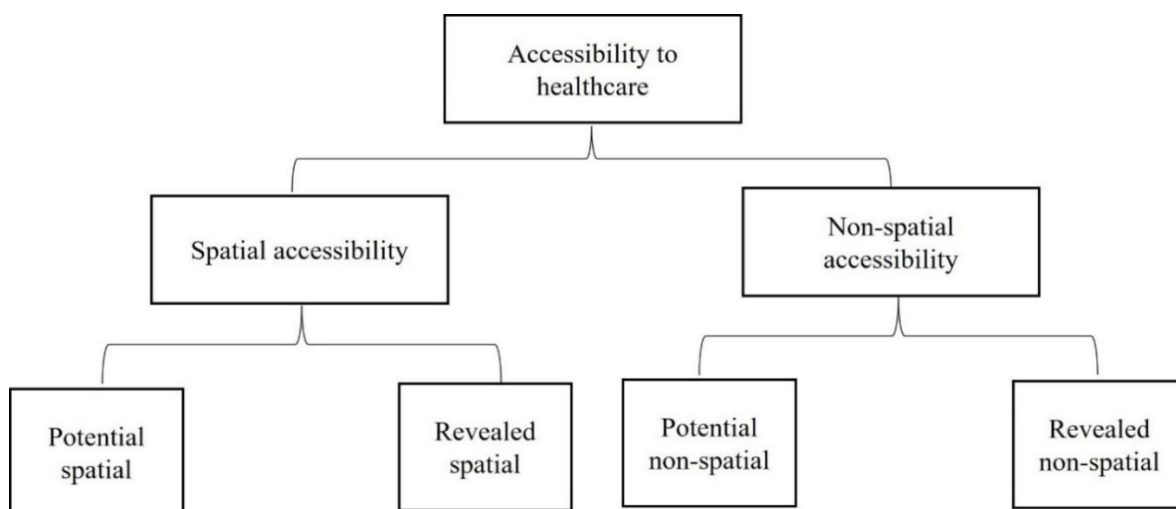 Accessibility to
healthcare
Spatial accessibility
Non-spatial
accessibility
Potential
spatial
Revealed
spatial
Potential
non-spatial
Revealed
non-spatial